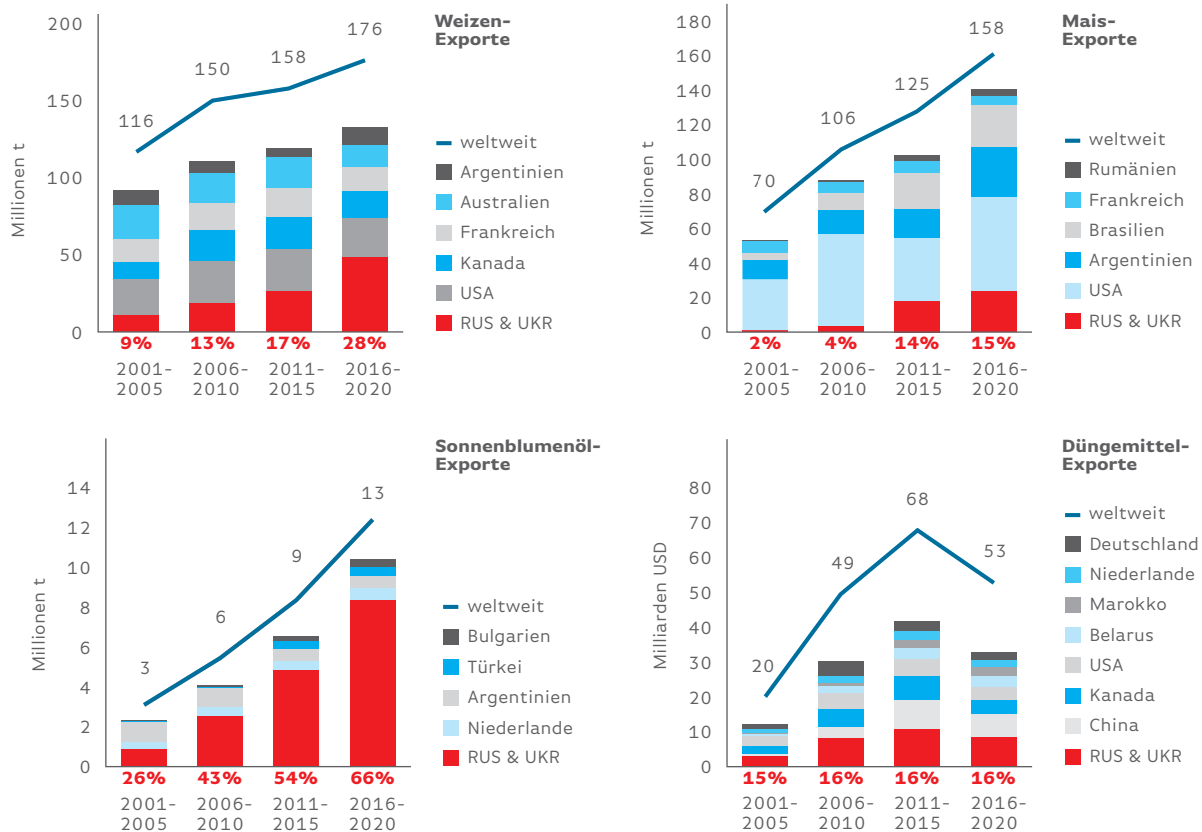 Weizen-
Exporte
Millionen t
200
150
100
50
0
116
150
158
176
weltweit
Argentinien
Australien
Frankreich
Kanada
USA
RUS & UKR
9%
13%
17%
28%
2001-
2005
2006-
2010
2011-
2015
2016-
2020
Mais-
Exporte
Millionen t
180
160
140
120
100
80
60
40
20
0
70
106
125
158
weltweit
Rumänien
Frankreich
Brasilien
Argentinien
USA
RUS & UKR
2%
4%
14%
15%
2001-
2005
2006-
2010
2011-
2015
2016-
2020
Sonnenblumenöl-
Exporte
Millionen t
14
12
10
8
6
4
2
0
3
6
9
13
weltweit
Bulgarien
Türkei
Argentinien
Niederlande
RUS & UKR
26%
43%
54%
66%
2001-
2005
2006-
2010
2011-
2015
2016-
2020
Düngemittel-
Exporte
Milliarden USD
80
70
60
50
40
30
20
10
0
20
49
68
53
weltweit
Deutschland
Niederlande
Marokko
Belarus
USA
Kanada
China
RUS & UKR
15%
16%
16%
16%
2001-
2005
2006-
2010
2011-
2015
2016-
2020